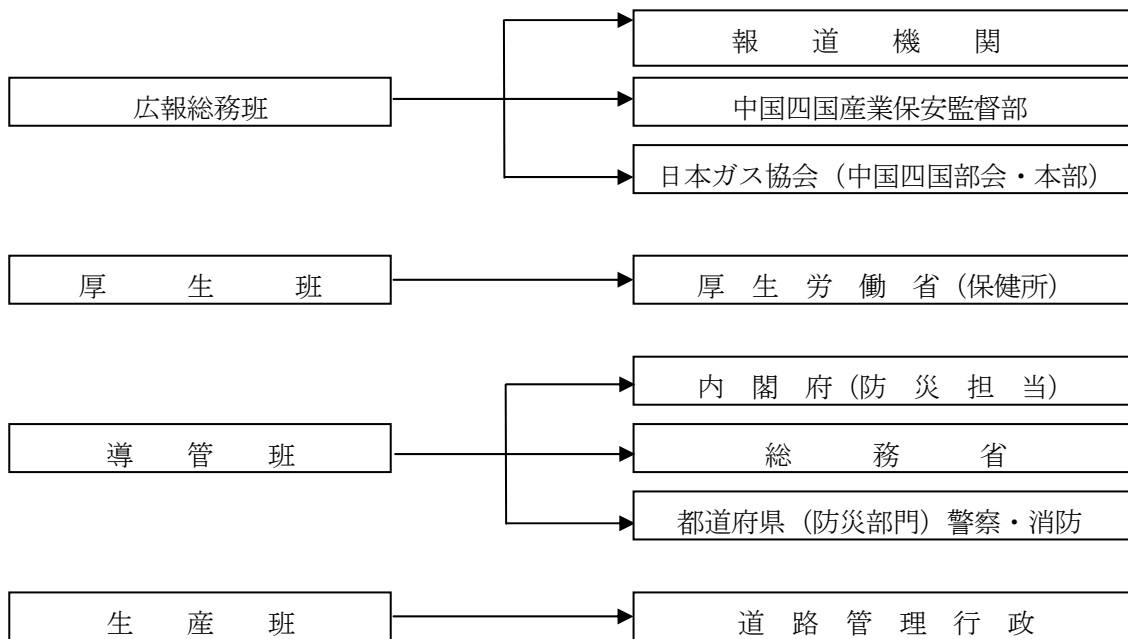 報道機関
広報総務班
中国四国産業保安監督部
日本ガス協会（中国四国部会・本部）
厚生班
厚生労働省（保健所）
内閣府（防災担当）
導管班
総務省
都道府県（防災部門）警察・消防
生産班
道路管理行政